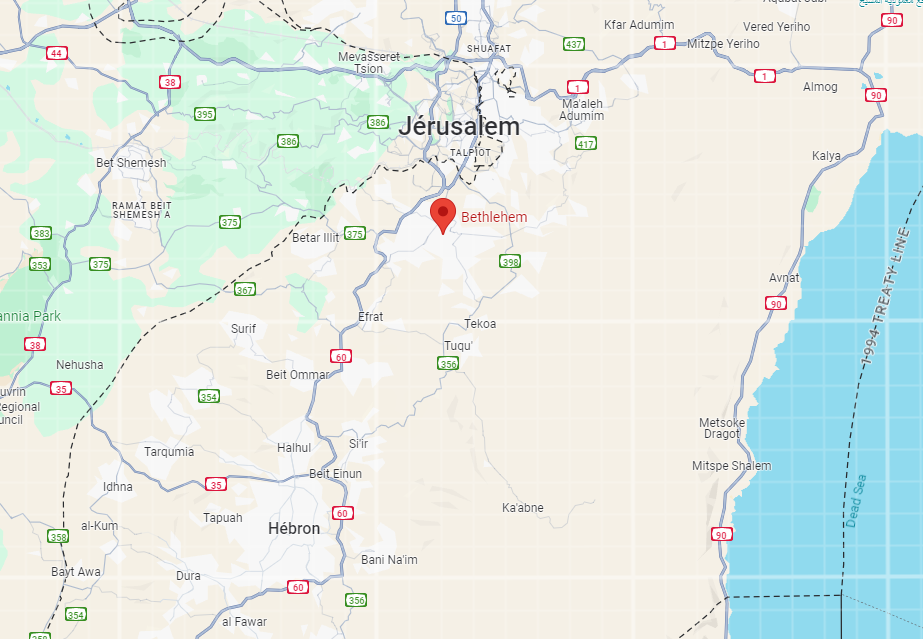 50
Kfar Adumim
Vered Yeriho
90
44
SHUAFAT
437
1
Mitzpe Yeriho
Mevasseret
Tsion
38
1
1
Almog
90
395
386
Ma'aleh
Adumim
Jérusalem
386
417
TALPIOT
Kalya
Bet Shemesh
RAMAT BEIT
SHEMESH A
375
Bethlehem
383
Betar Illit
375
353
375
398
1994 TREATY LINE
Avnat
367
90
annia Park
Efrat
Surif
Tekoa
38
Tuqu'
60
356
Nehusha
Beit Ommar
35
uvrin
Regional
uncil
354
Metsoke
Dragot
Halhul
Si'ir
Tarqumia
Mitspe Shalem
Beit Einun
35
Idhna
Dead Sea
60
Ka'abne
Tapuah
Hébron
al-Kum
358
90
Bani Na'im
Bayt Awa
Dura
60
356
354
al Fawar